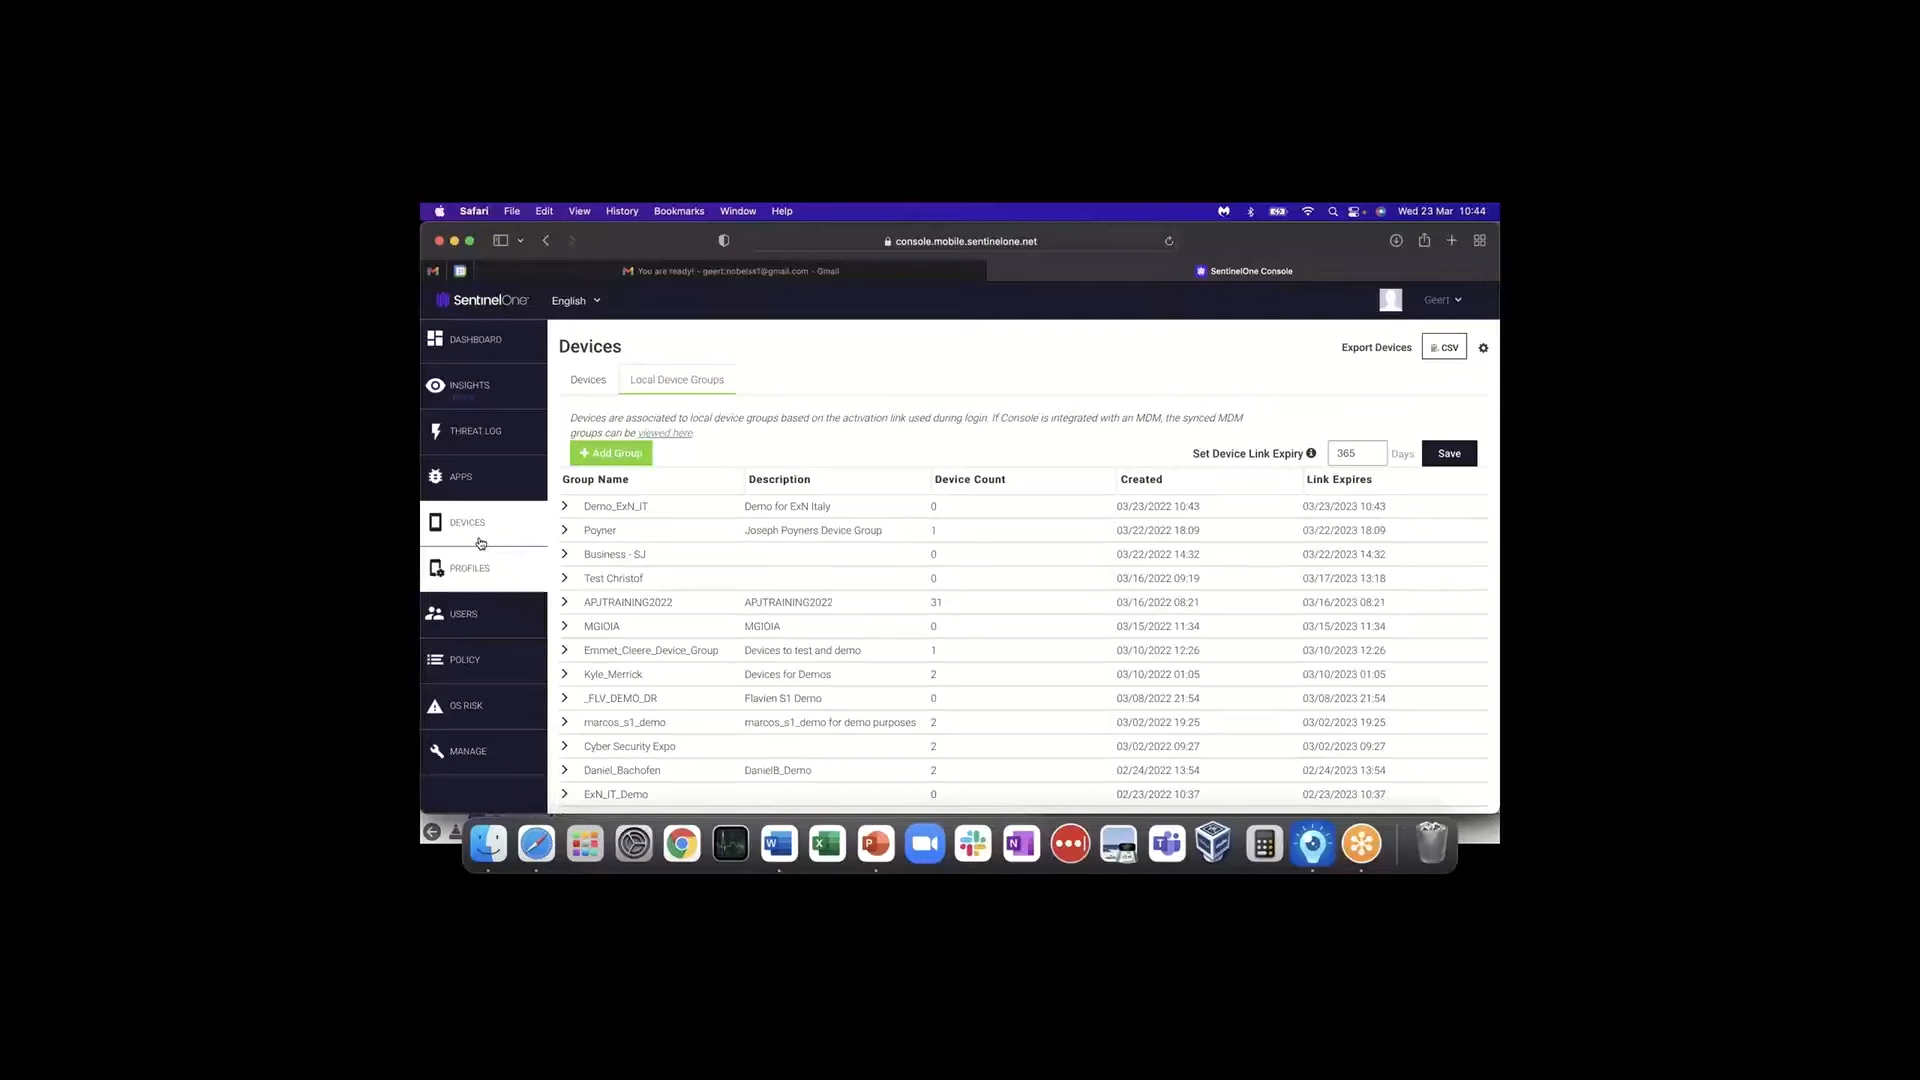 Safari File Edit View History Bookmarks Window Help Wed 23 Mar 10:44
console.mobile.sentinelone.net
You are ready! - geert.nobelss1@gmail.com - Gmail SentinelOne Console
SentinelOne English Geert
DASHBOARD
INSIGHTS
THREAT LOG
APPS
DEVICES
PROFILES
USERS
POLICY
OS RISK
MANAGE
Devices Export Devices CSV
Devices Local Device Groups
Devices are associated to local device groups based on the activation link used during login. If Console is integrated with an MDM, the synced MDM
groups can be viewed here.
+ Add Group Set Device Link Expiry 365 Days Save
Group Name Description Device Count Created Link Expires
Demo_ExN_IT Demo for ExN Italy 0 03/23/2022 10:43 03/23/2023 10:43
Poyner Joseph Poyners Device Group 1 03/22/2022 18:09 03/22/2023 18:09
Business - SJ 0 03/22/2022 14:32 03/22/2023 14:32
Test Christof 0 03/16/2022 09:19 03/17/2023 13:18
APJTRAINING2022 APJTRAINING2022 31 03/16/2022 08:21 03/16/2023 08:21
MGIOIA MGIOIA 0 03/15/2022 11:34 03/15/2023 11:34
Emmet_Cleere_Device_Group Devices to test and demo 1 03/10/2022 12:26 03/10/2023 12:26
Kyle_Merrick Devices for Demos 2 03/10/2022 01:05 03/10/2023 01:05
_FLV_DEMO_DR Flavien S1 Demo 0 03/08/2022 21:54 03/08/2023 21:54
marcos_s1_demo marcos_s1_demo for demo purposes 2 03/02/2022 19:25 03/02/2023 19:25
Cyber Security Expo 2 03/02/2022 09:27 03/02/2023 09:27
Daniel_Bachofen DanielB_Demo 2 02/24/2022 13:54 02/24/2023 13:54
ExN_IT_Demo 0 02/23/2022 10:37 02/23/2023 10:37